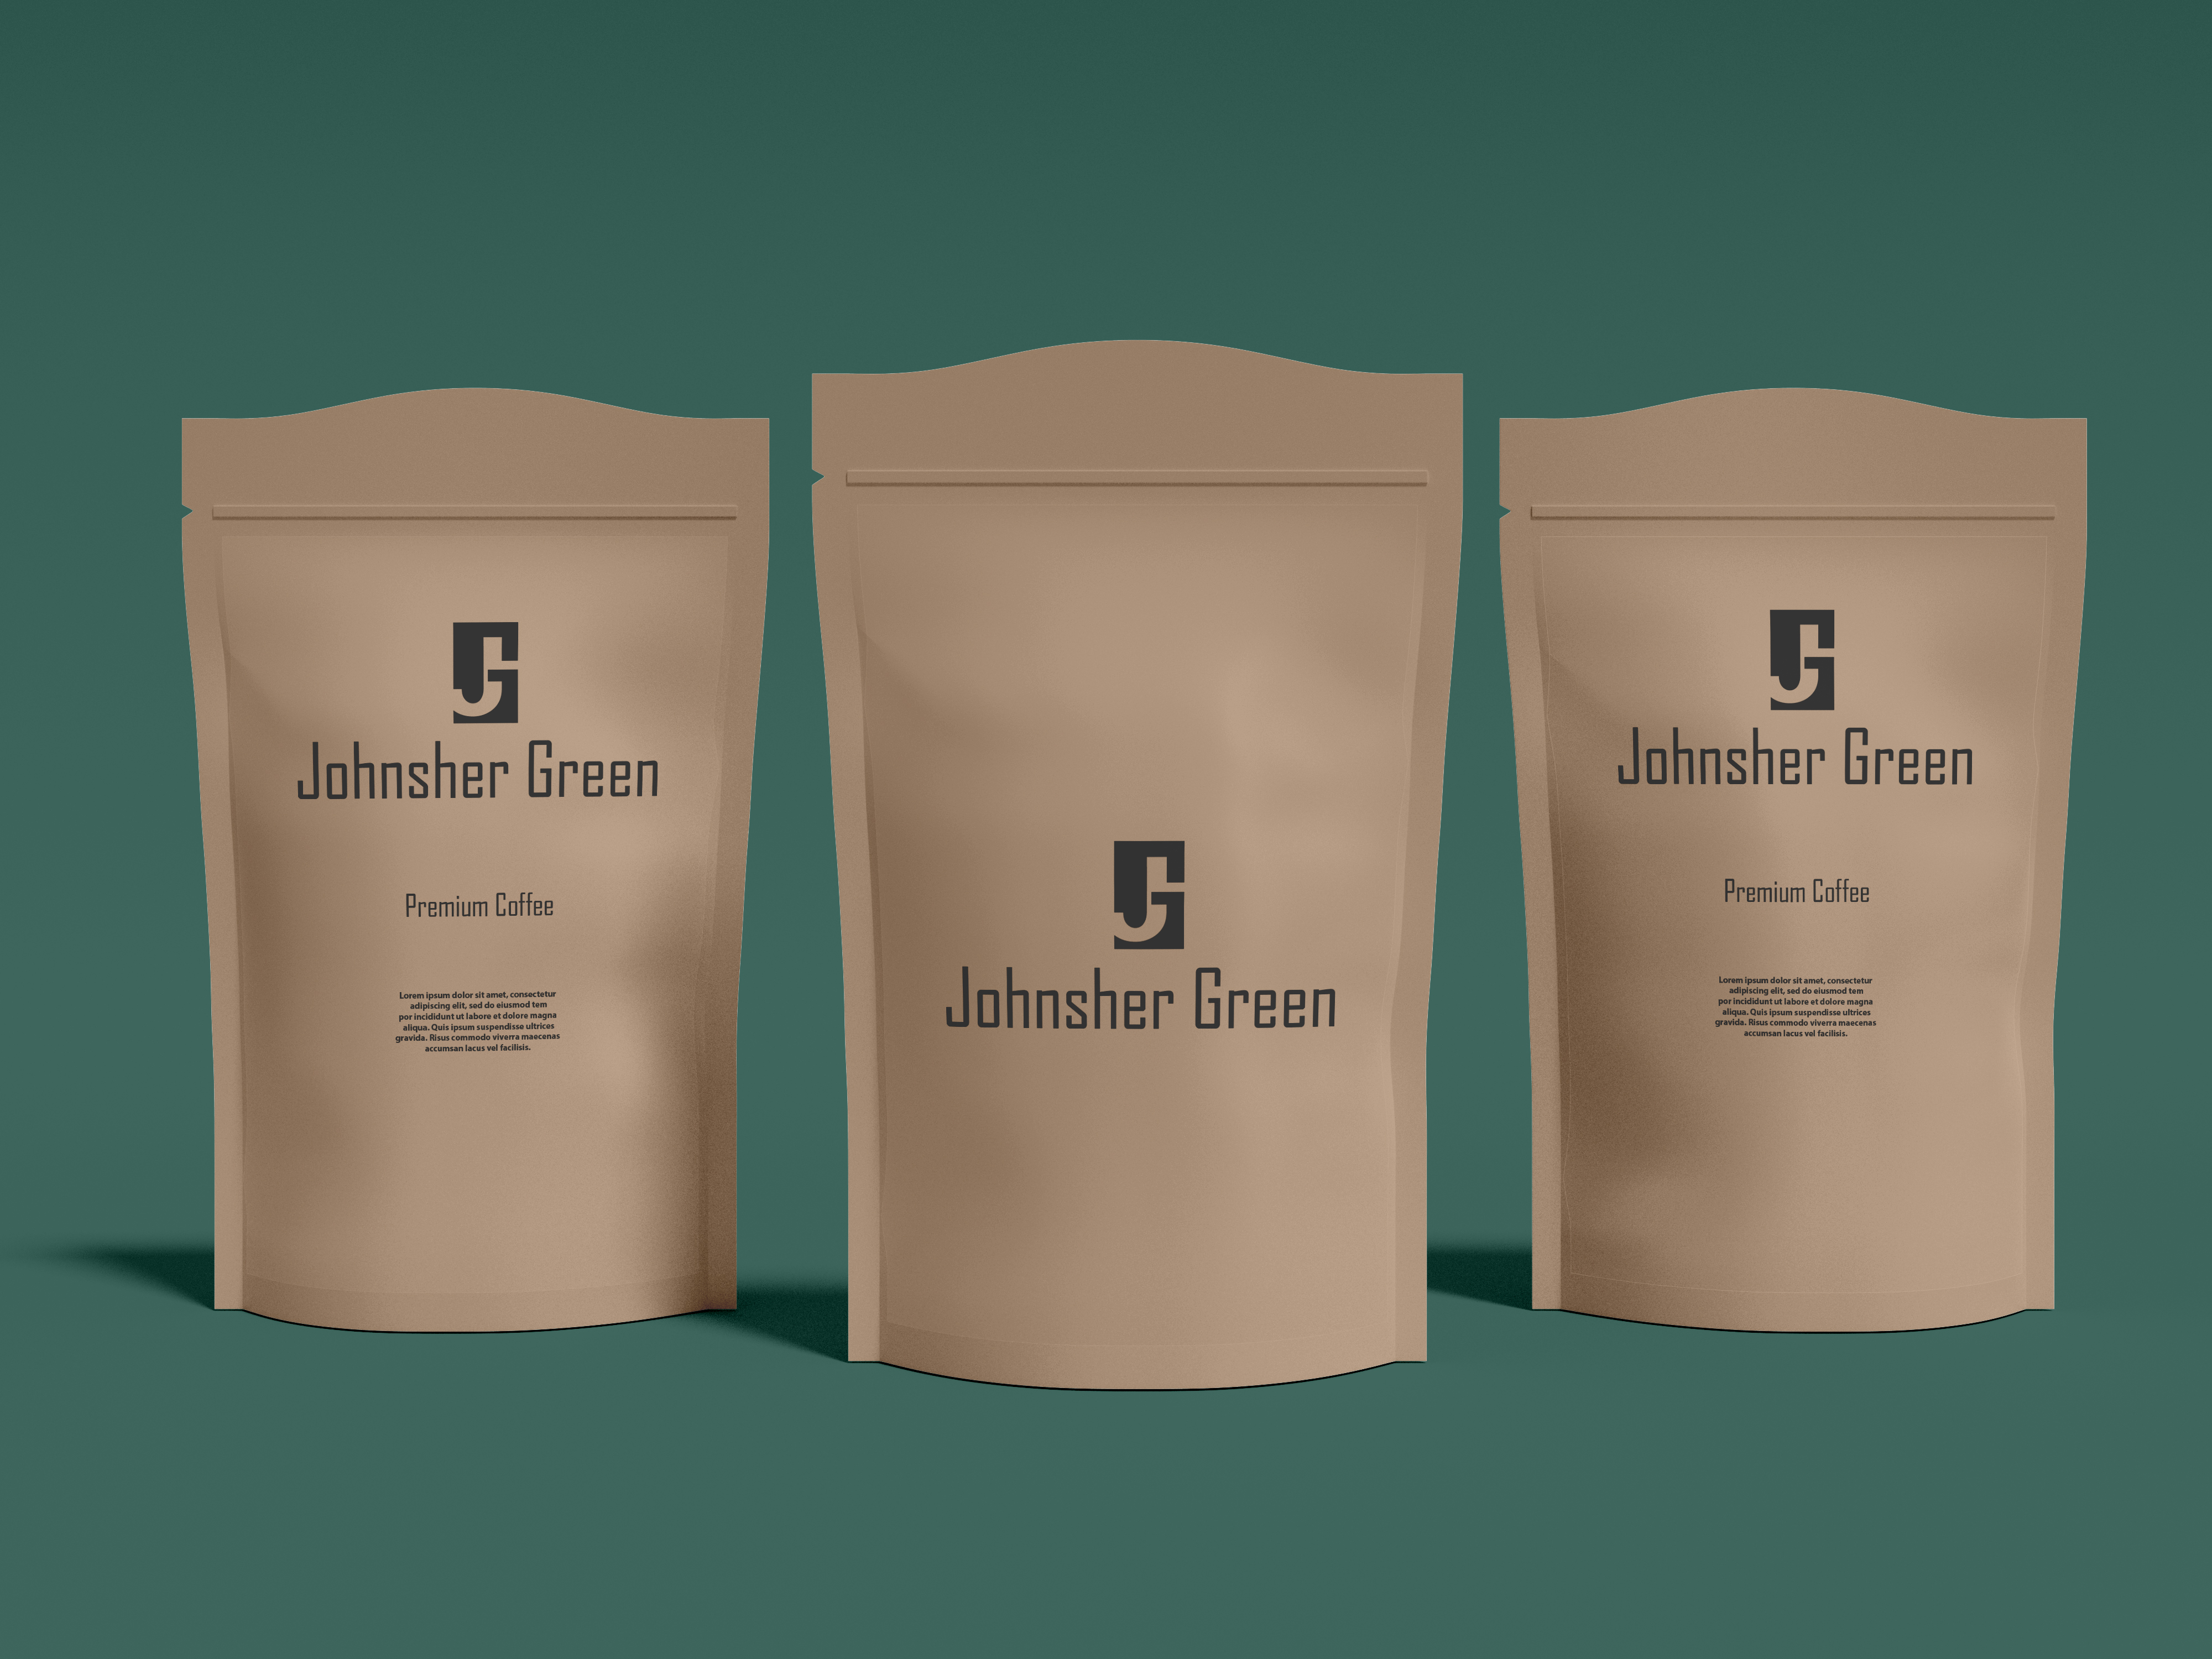 JG
Johnsher Green
Premium Coffee
Lorem ipsum dolor sit amet, consectetur
adipiscing elit, sed do eiusmod tem
por incididunt ut labore et dolore magna
aliqua. Quis ipsum suspendisse ultrices
gravida. Risus commodo viverra maecenas
accumsan lacus vel facilisis.
JG
Johnsher Green
JG
Johnsher Green
Premium Coffee
Lorem ipsum dolor sit amet, consectetur
adipiscing elit, sed do eiusmod tem
por incididunt ut labore et dolore magna
aliqua. Quis ipsum suspendisse ultrices
gravida. Risus commodo viverra maecenas
accumsan lacus vel facilisis.